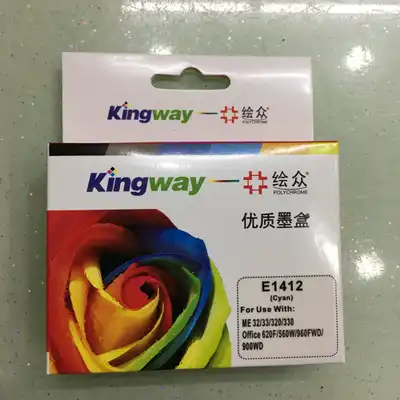 Kingway 绘众®
POLYCHROME
Kingway 绘众®
POLYCHROME
优质墨盒
E1412
(Cyan)
For Use With:
ME 32/33/320/330
Office 620F/560W/960FWD/
900WD